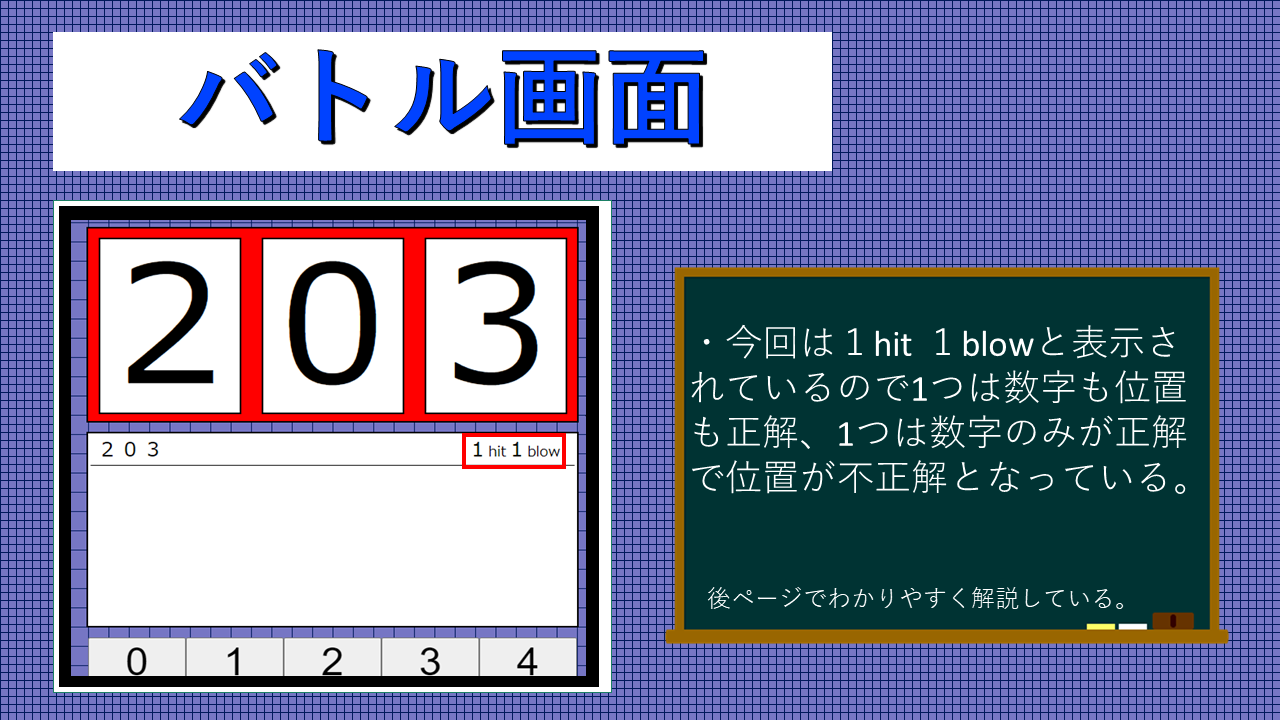 バトル画面
2 0 3
2 0 3
1 hit 1 blow
0 1 2 3 4
・今回は１hit １blowと表示さ
れているので1つは数字も位置
も正解、1つは数字のみが正解
で位置が不正解となっている。
後ページでわかりやすく解説している。